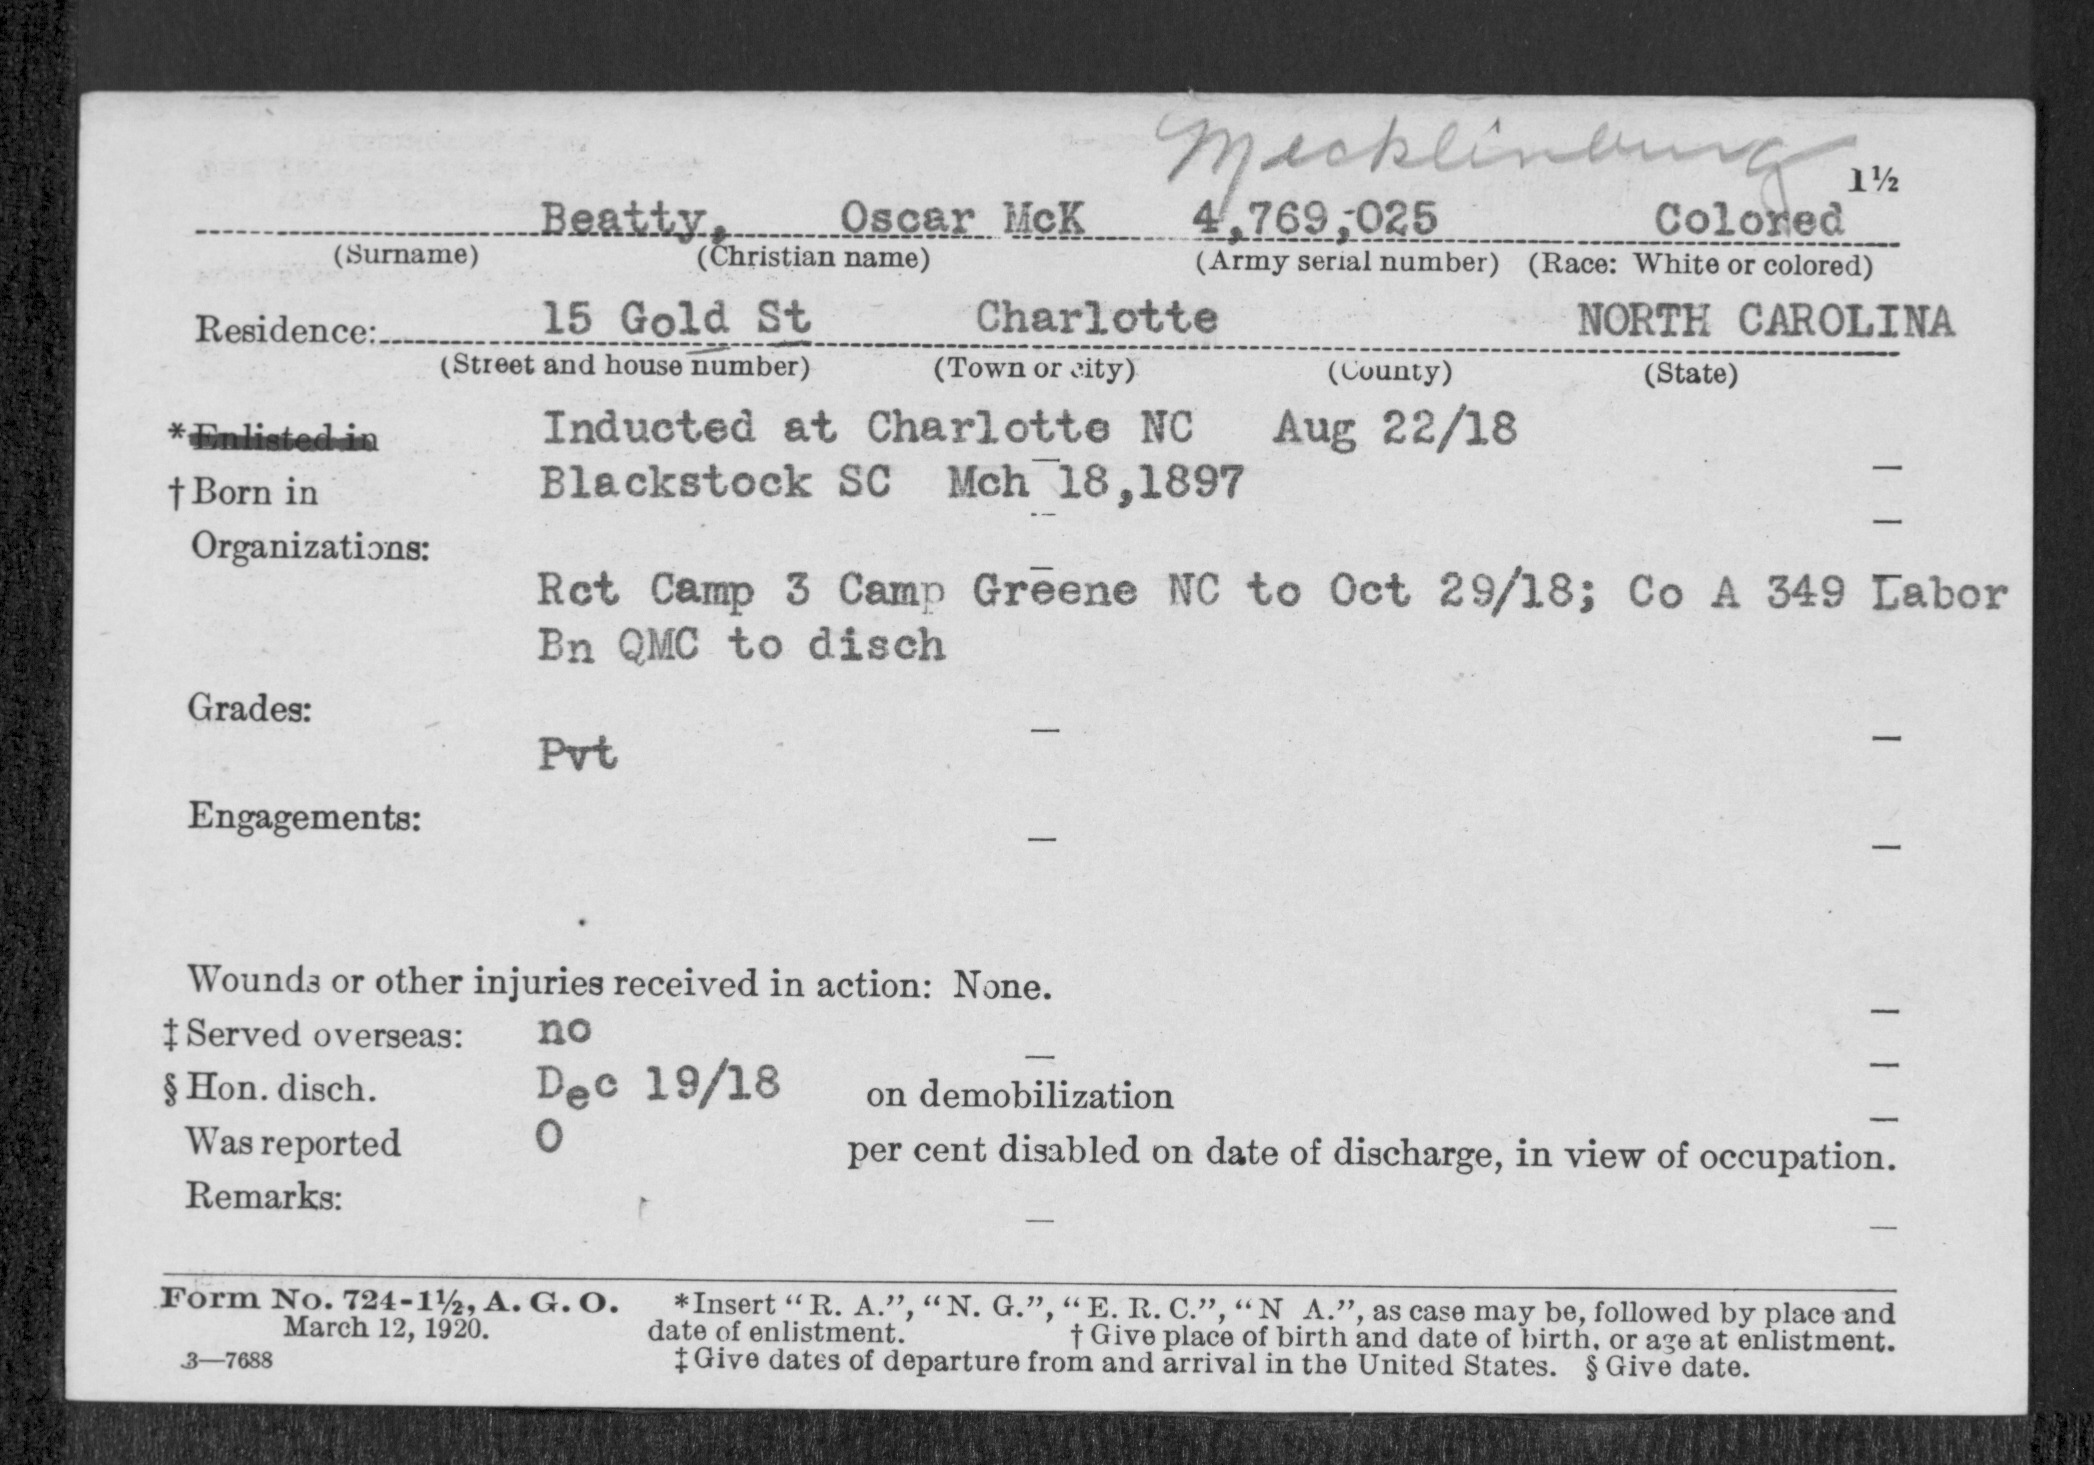 Mecklinburg
1½
Beatty, Oscar McK 4,769,025 Colored
(Surname) (Christian name) (Army serial number) (Race: White or colored)
Residence: 15 Gold St Charlotte NORTH CAROLINA
(Street and house number) (Town or city) (County) (State)
*Enlisted in Inducted at Charlotte NC Aug 22/18
†Born in Blackstock SC Mch 18,1897
Organizations:
Rct Camp 3 Camp Greene NC to Oct 29/18; Co A 349 Labor
Bn QMC to disch
Grades:
Pvt
Engagements:
Wounds or other injuries received in action: None.
‡Served overseas: no
§Hon. disch. Dec 19/18 on demobilization
Was reported 0 per cent disabled on date of discharge, in view of occupation.
Remarks:
Form No. 724-1½, A. G. O. *Insert "R. A.", "N. G.", "E. R. C.", "N A.", as case may be, followed by place and
March 12, 1920. date of enlistment. †Give place of birth and date of birth, or age at enlistment.
3—7688 ‡Give dates of departure from and arrival in the United States. §Give date.